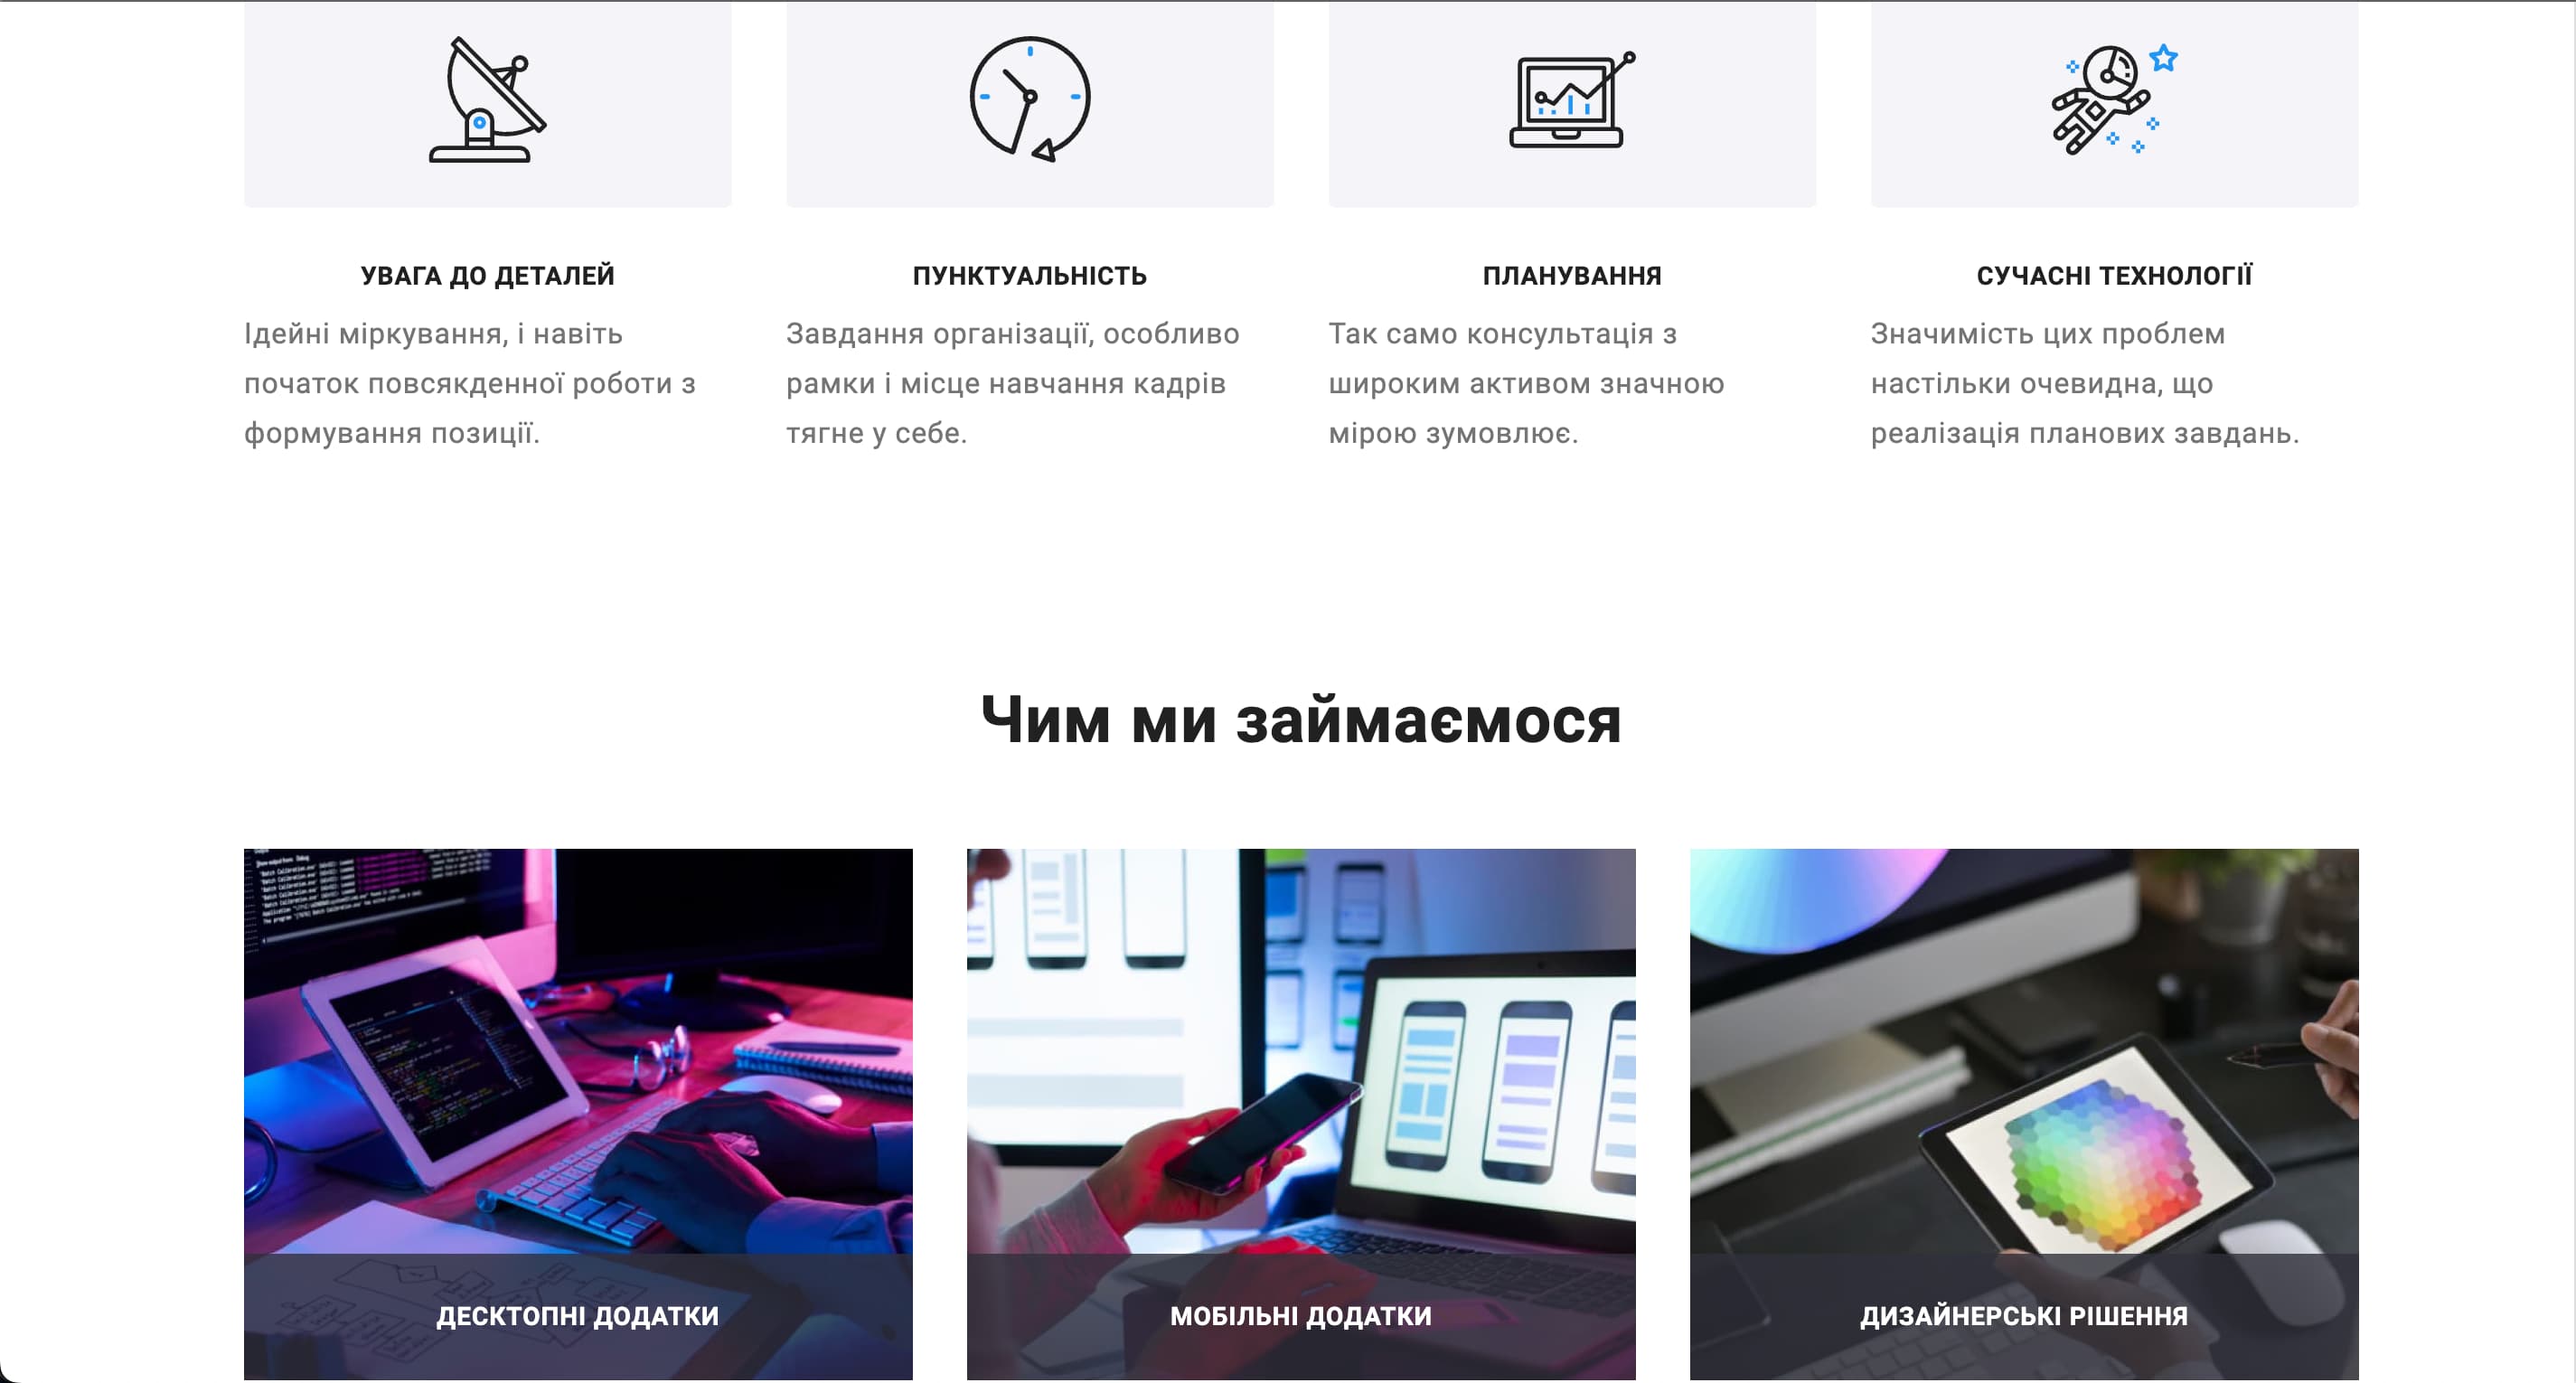 УВАГА ДО ДЕТАЛЕЙ
Ідейні міркування, і навіть
початок повсякденної роботи з
формування позиції.
ПУНКТУАЛЬНІСТЬ
Завдання організації, особливо
рамки і місце навчання кадрів
тягне у себе.
ПЛАНУВАННЯ
Так само консультація з
широким активом значною
мірою зумовлює.
СУЧАСНІ ТЕХНОЛОГІЇ
Значимість цих проблем
настільки очевидна, що
реалізація планових завдань.
Чим ми займаємося
ДЕСКТОПНІ ДОДАТКИ
МОБІЛЬНІ ДОДАТКИ
ДИЗАЙНЕРСЬКІ РІШЕННЯ